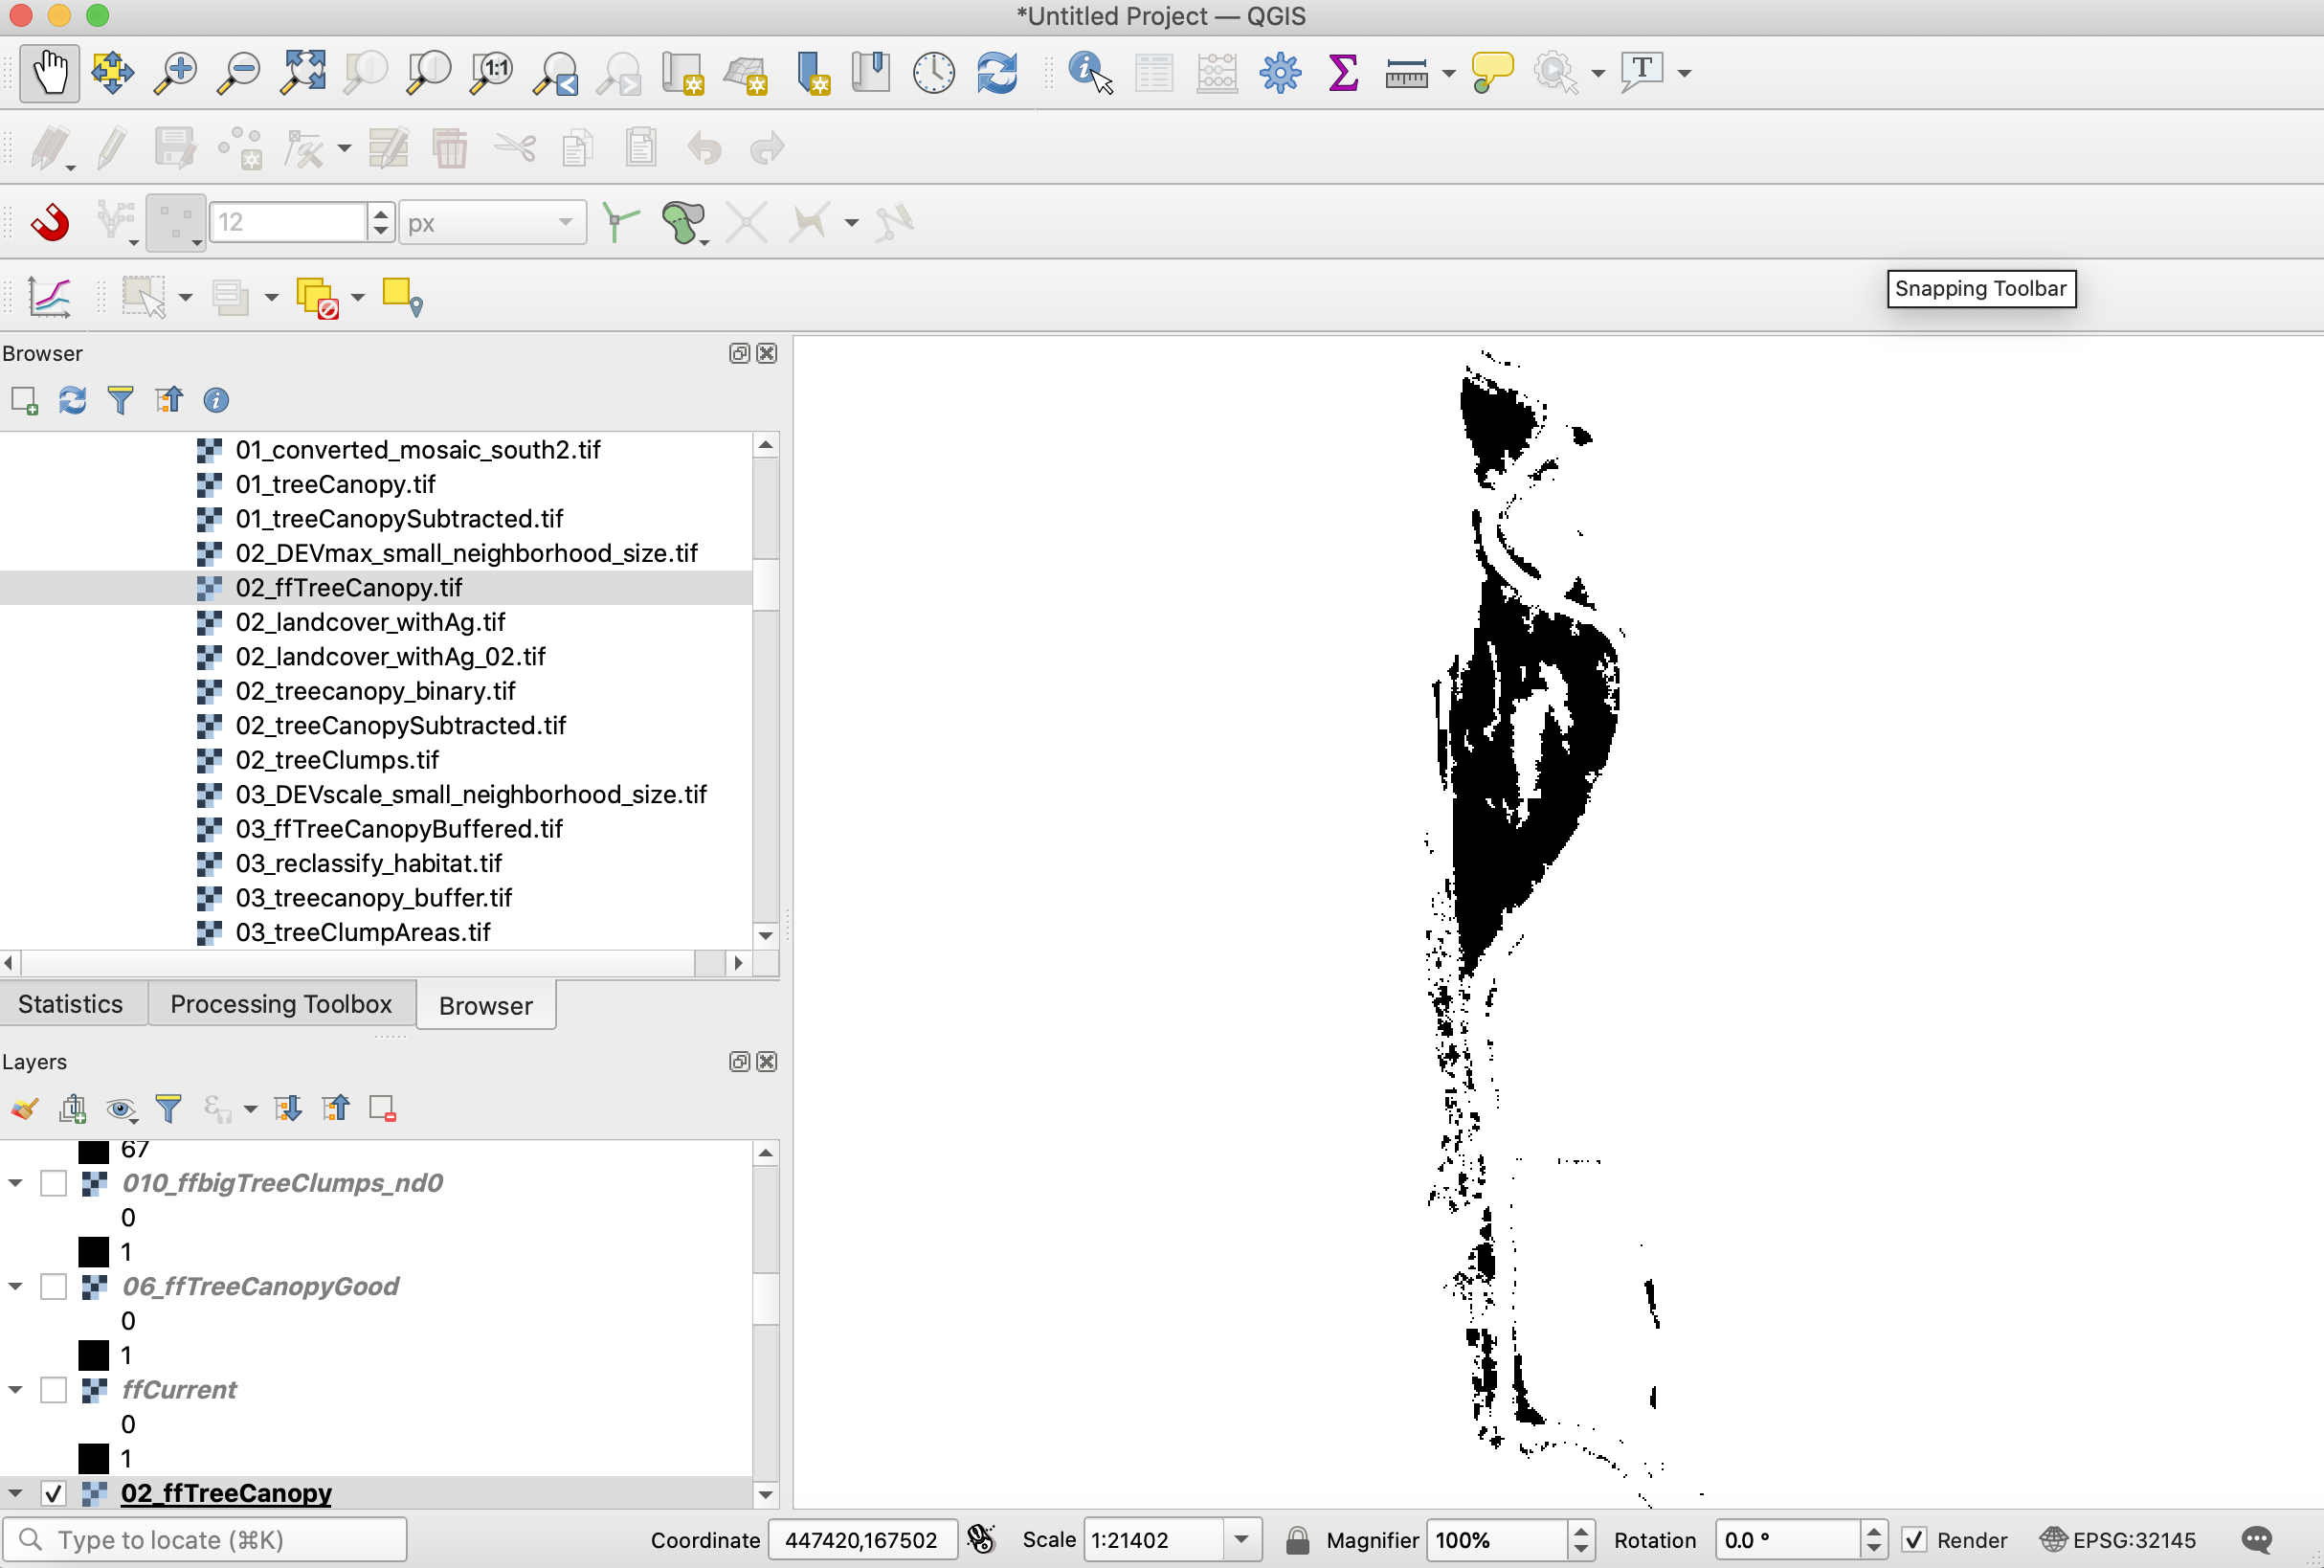 *Untitled Project — QGIS
1:1
T
12
px
Snapping Toolbar
Browser
01_converted_mosaic_south2.tif
01_treeCanopy.tif
01_treeCanopySubtracted.tif
02_DEVmax_small_neighborhood_size.tif
02_ffTreeCanopy.tif
02_landcover_withAg.tif
02_landcover_withAg_02.tif
02_treecanopy_binary.tif
02_treeCanopySubtracted.tif
02_treeClumps.tif
03_DEVscale_small_neighborhood_size.tif
03_ffTreeCanopyBuffered.tif
03_reclassify_habitat.tif
03_treecanopy_buffer.tif
03_treeClumpAreas.tif
Statistics Processing Toolbox Browser
Layers
67
010_ffbigTreeClumps_nd0
0
1
06_ffTreeCanopyGood
0
1
ffCurrent
0
1
02_ffTreeCanopy
Type to locate (⌘K) Coordinate 447420,167502 Scale 1:21402 Magnifier 100% Rotation 0.0 ° Render EPSG:32145